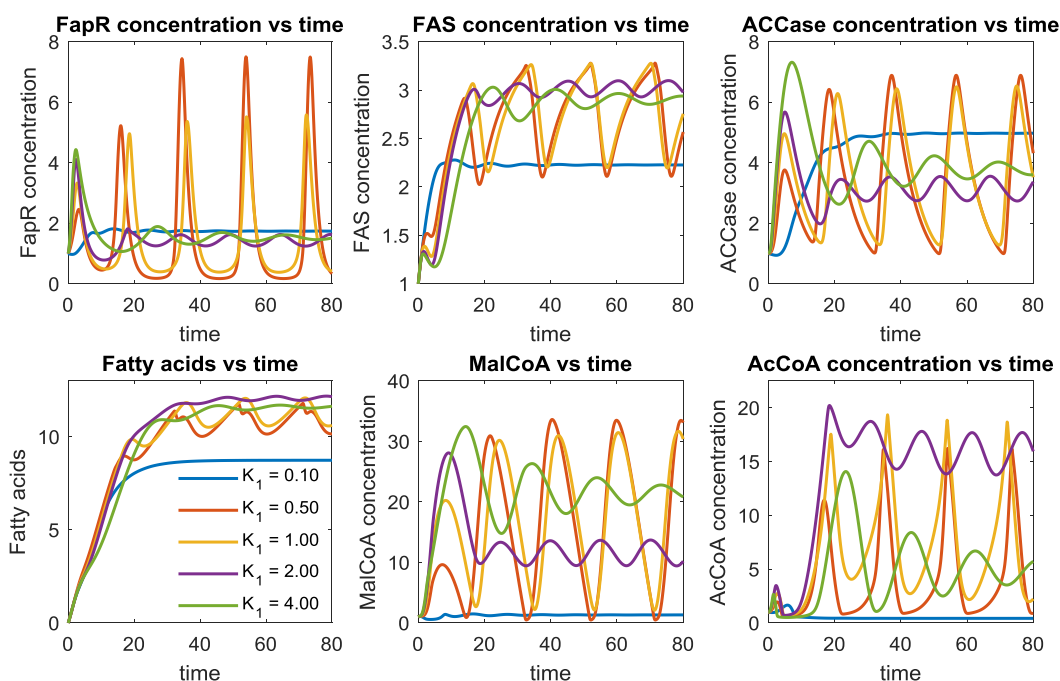 FapR concentration vs time
FapR concentration
8
6
4
2
0
0 20 40 60 80
time
FAS concentration vs time
FAS concentration
3.5
3
2.5
2
1.5
1
0 20 40 60 80
time
ACCase concentration vs time
ACCase concentration
8
6
4
2
0
0 20 40 60 80
time
Fatty acids vs time
Fatty acids
10
5
0
0 20 40 60 80
time
K1 = 0.10
K1 = 0.50
K1 = 1.00
K1 = 2.00
K1 = 4.00
MalCoA vs time
MalCoA concentration
40
30
20
10
0
0 20 40 60 80
time
AcCoA concentration vs time
AcCoA concentration
20
15
10
5
0
0 20 40 60 80
time